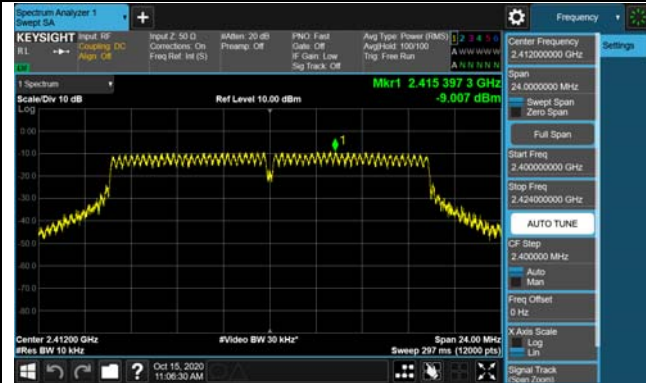 Spectrum Analyzer 1
Swept SA
Frequency
KEYSIGHT
RL
Input: RF
Coupling: DC
Align: Off
Input Z: 50 Ω
Corrections: On
Freq Ref: Int (S)
#Atten: 20 dB
Preamp: Off
PNO: Fast
Gate: Off
IF Gain: Low
Sig Track: Off
Avg Type: Power (RMS)
Avg|Hold: 100/100
Trig: Free Run
1 2 3 4 5 6
A W W W W W
A N N N N N
1 Spectrum
Scale/Div 10 dB
Log
Ref Level 10.00 dBm
Mkr1 2.415 397 3 GHz
-9.007 dBm
0.00
-10.0
-20.0
-30.0
-40.0
-50.0
-60.0
-70.0
-80.0
1
Center 2.41200 GHz
#Res BW 10 kHz
#Video BW 30 kHz*
Span 24.00 MHz
Sweep 297 ms (12000 pts)
Oct 15, 2020
11:06:30 AM
Center Frequency
2.412000000 GHz
Span
24.0000000 MHz
Swept Span
Zero Span
Full Span
Start Freq
2.400000000 GHz
Stop Freq
2.424000000 GHz
AUTO TUNE
CF Step
2.400000 MHz
Auto
Man
Freq Offset
0 Hz
X Axis Scale
Log
Lin
Signal Track
(Span Zoom)
Settings